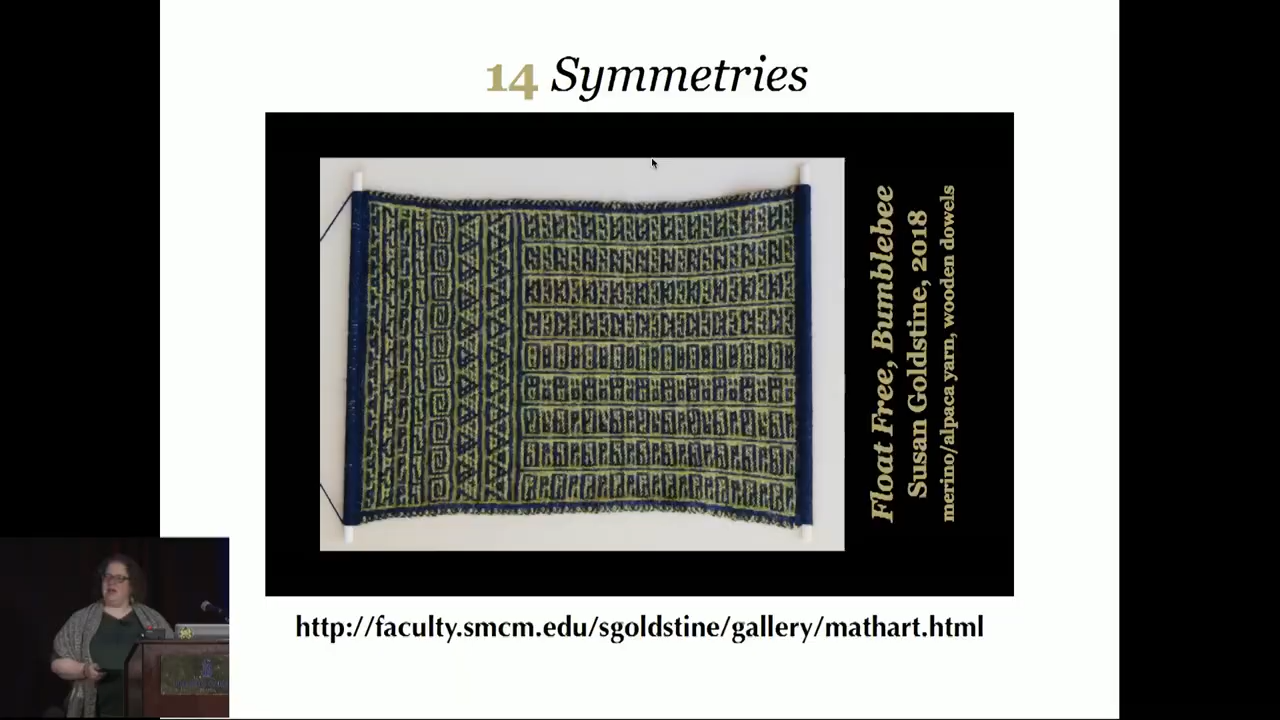 14 Symmetries
Float Free, Bumblebee
Susan Goldstine, 2018
merino/alpaca yarn, wooden dowels
http://faculty.smcm.edu/sgoldstine/gallery/mathart.html